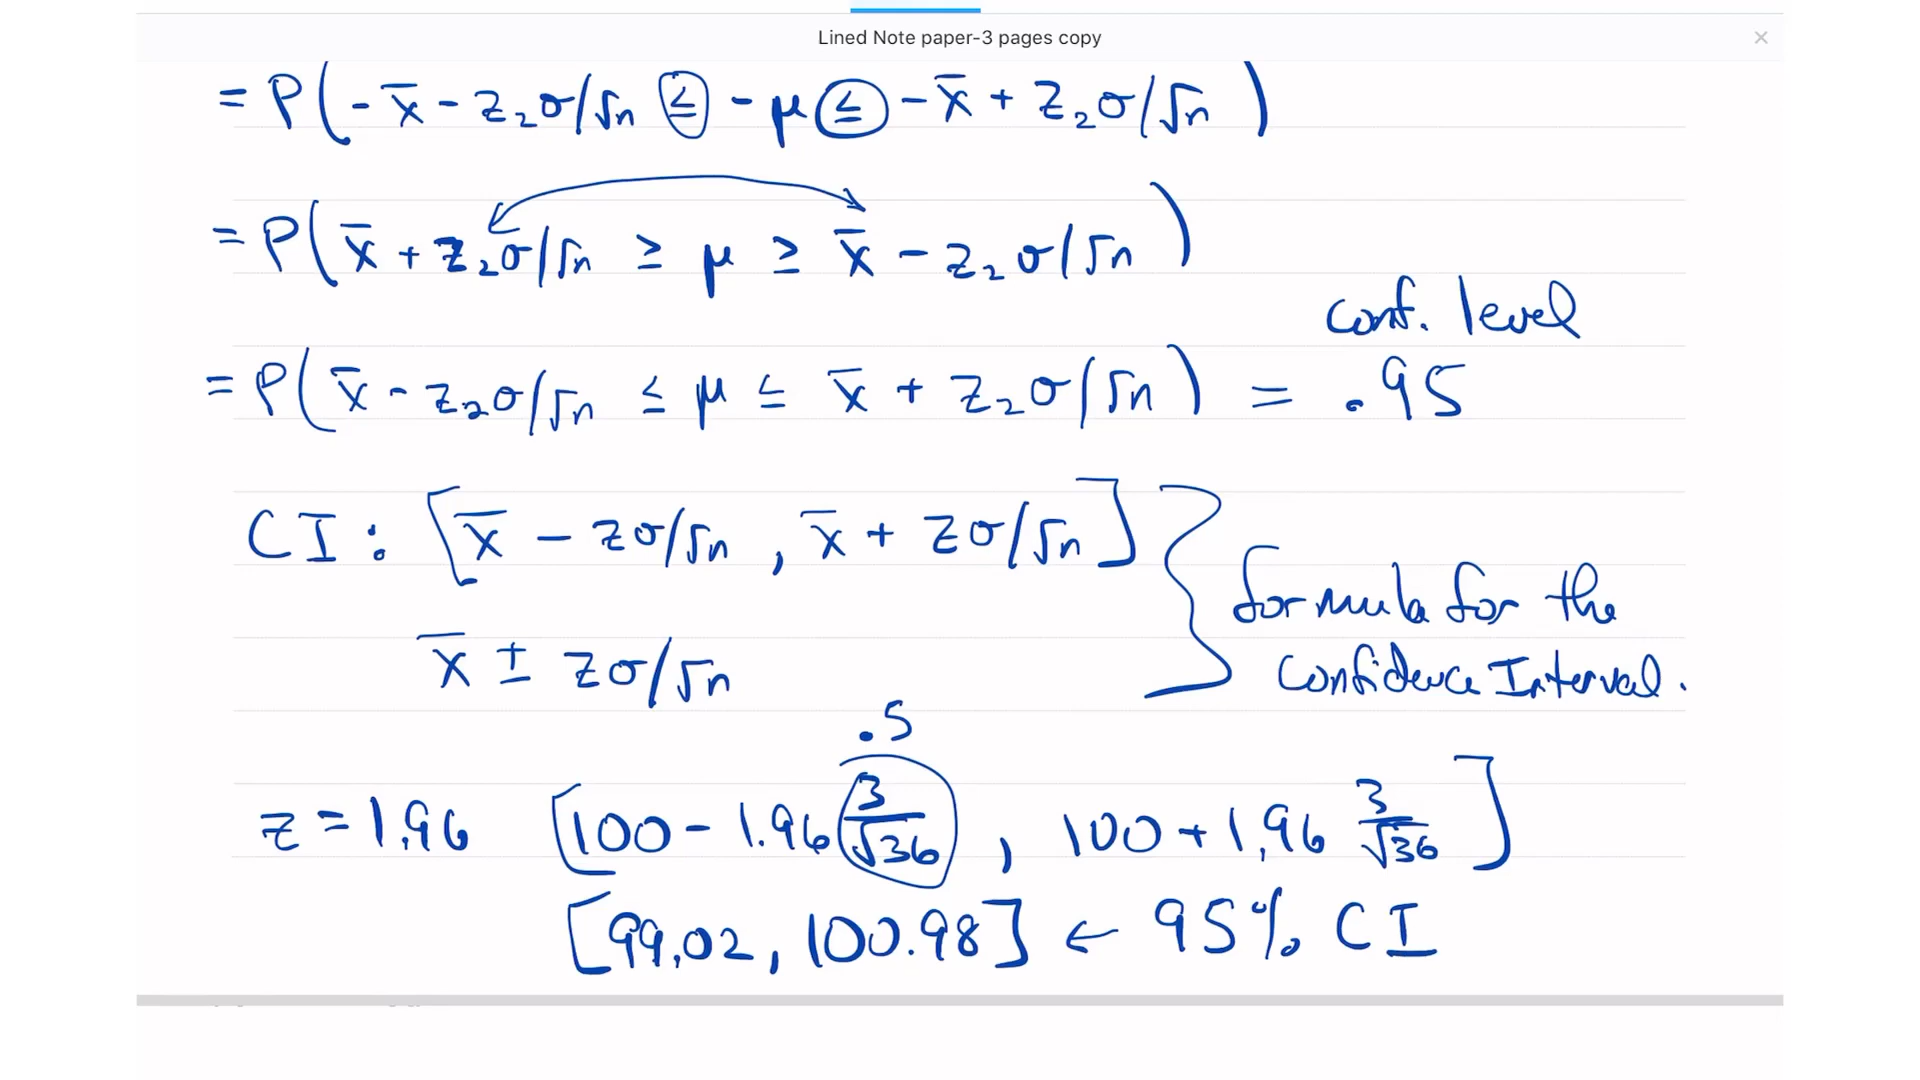 Lined Note paper-3 pages copy
= P(-x̄ - z₂σ/√n ≤ -μ ≤ -x̄ + z₂σ/√n)
= P(x̄ + z₂σ/√n ≥ μ ≥ x̄ - z₂σ/√n)
conf. level
= P(x̄ - z₂σ/√n ≤ μ ≤ x̄ + z₂σ/√n) = .95
CI: [x̄ - zσ/√n, x̄ + zσ/√n]
formula for the
x̄ ± zσ/√n
Confidence Interval.
.5
z = 1.96 [100 - 1.96 3/√36, 100 + 1.96 3/√36]
[99.02, 100.98] ← 95% CI